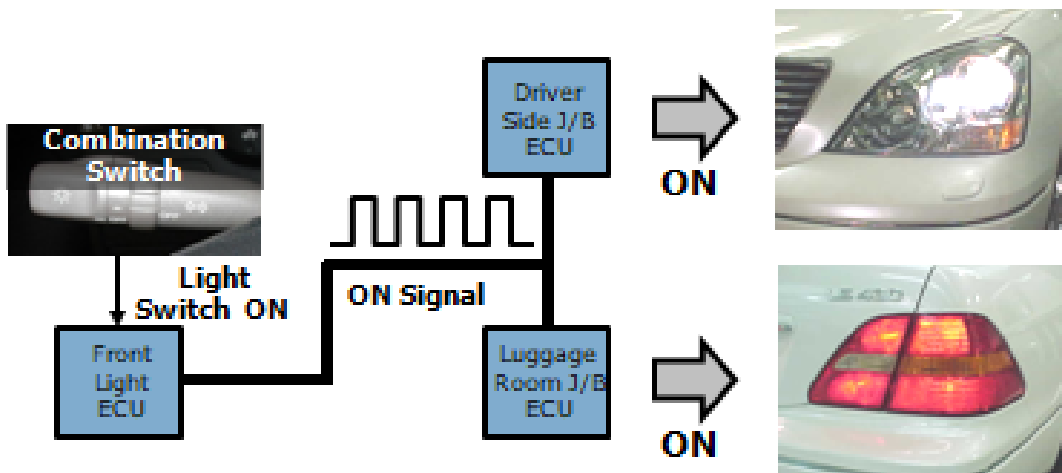 Combination
Switch
Light
Switch ON
Front
Light
ECU
ON Signal
Driver
Side J/B
ECU
ON
Luggage
Room J/B
ECU
ON